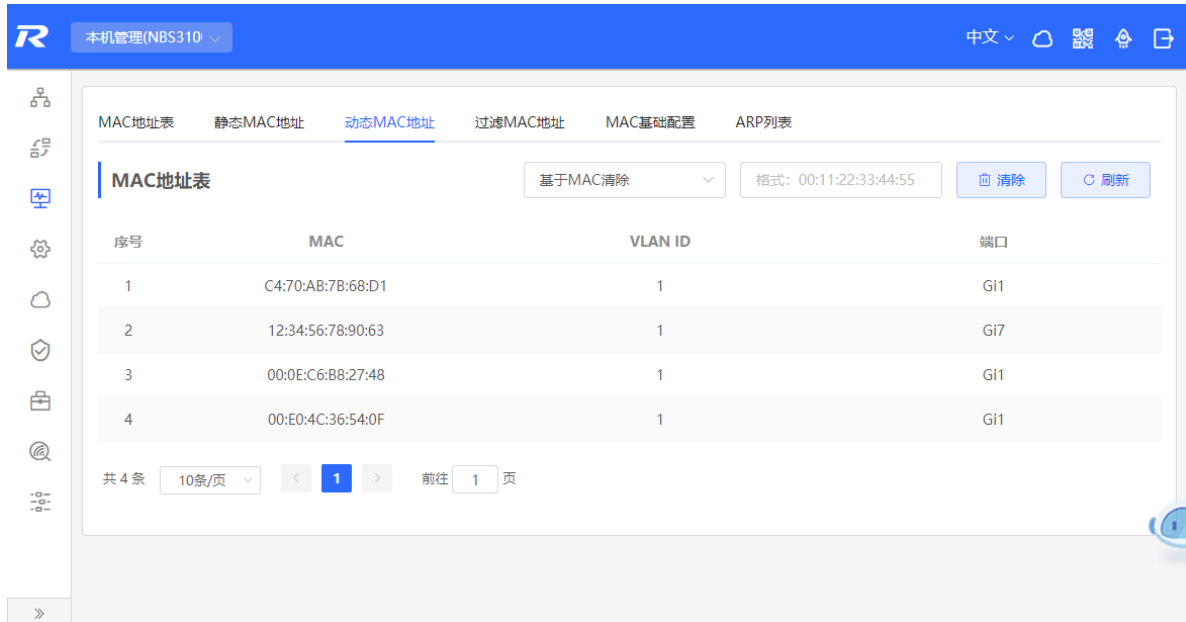 本机管理(NBS310
中文
MAC地址表 静态MAC地址 动态MAC地址 过滤MAC地址 MAC基础配置 ARP列表
MAC地址表 基于MAC清除 格式：00:11:22:33:44:55 清除 刷新
序号 MAC VLAN ID 端口
1 C4:70:AB:7B:68:D1 1 Gi1
2 12:34:56:78:90:63 1 Gi7
3 00:0E:C6:B8:27:48 1 Gi1
4 00:E0:4C:36:54:0F 1 Gi1
共 4 条 10条/页 1 前往 1 页